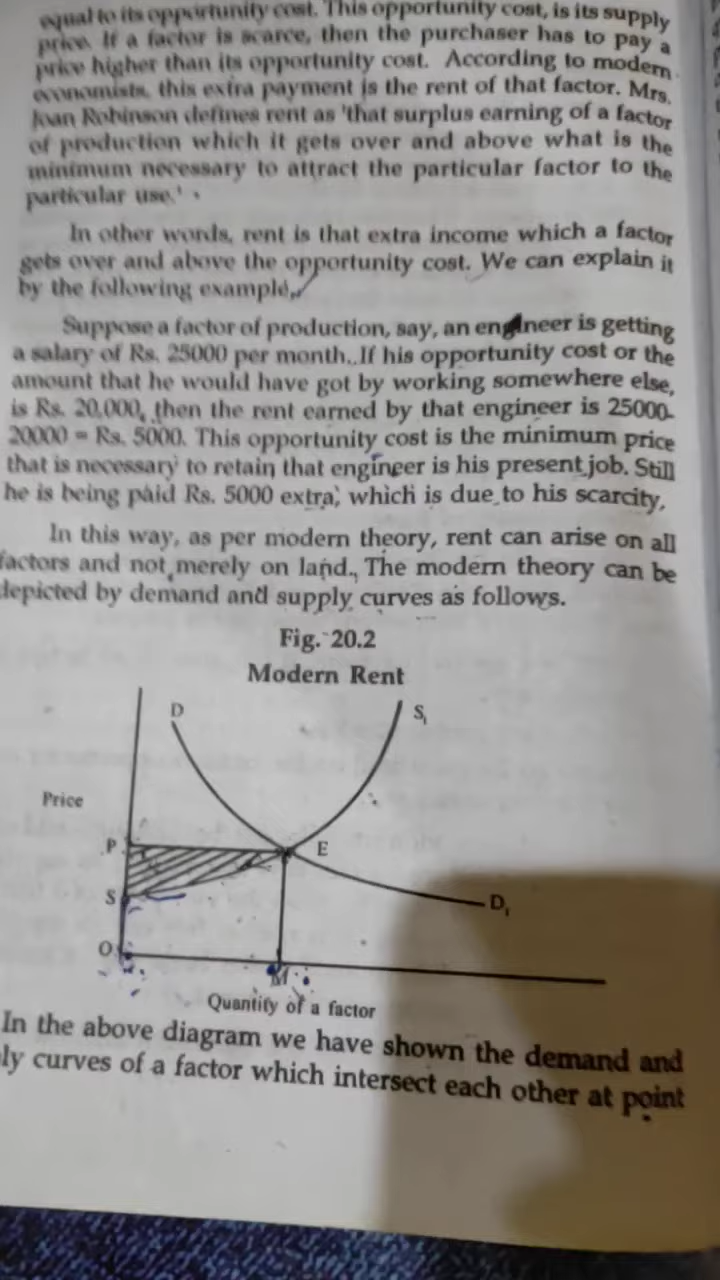 equal to its opportunity cost. This opportunity cost, is its supply
price. If a factor is scarce, then the purchaser has to pay a
price higher than its opportunity cost. According to modern
economists, this extra payment is the rent of that factor. Mrs.
Joan Robinson defines rent as 'that surplus earning of a factor
of production which it gets over and above what is the
minimum necessary to attract the particular factor to the
particular use.'
In other words, rent is that extra income which a factor
gets over and above the opportunity cost. We can explain it
by the following example,
Suppose a factor of production, say, an engineer is getting
a salary of Rs. 25000 per month. If his opportunity cost or the
amount that he would have got by working somewhere else,
is Rs. 20,000, then the rent earned by that engineer is 25000-
20000 = Rs. 5000. This opportunity cost is the minimum price
that is necessary to retain that engineer is his present job. Still
he is being paid Rs. 5000 extra, which is due to his scarcity.
In this way, as per modern theory, rent can arise on all
factors and not merely on land. The modern theory can be
depicted by demand and supply curves as follows.
Fig. 20.2
Modern Rent
D
S₁
Price
P
E
S
D₁
O
M
Quantity of a factor
In the above diagram we have shown the demand and
ly curves of a factor which intersect each other at point